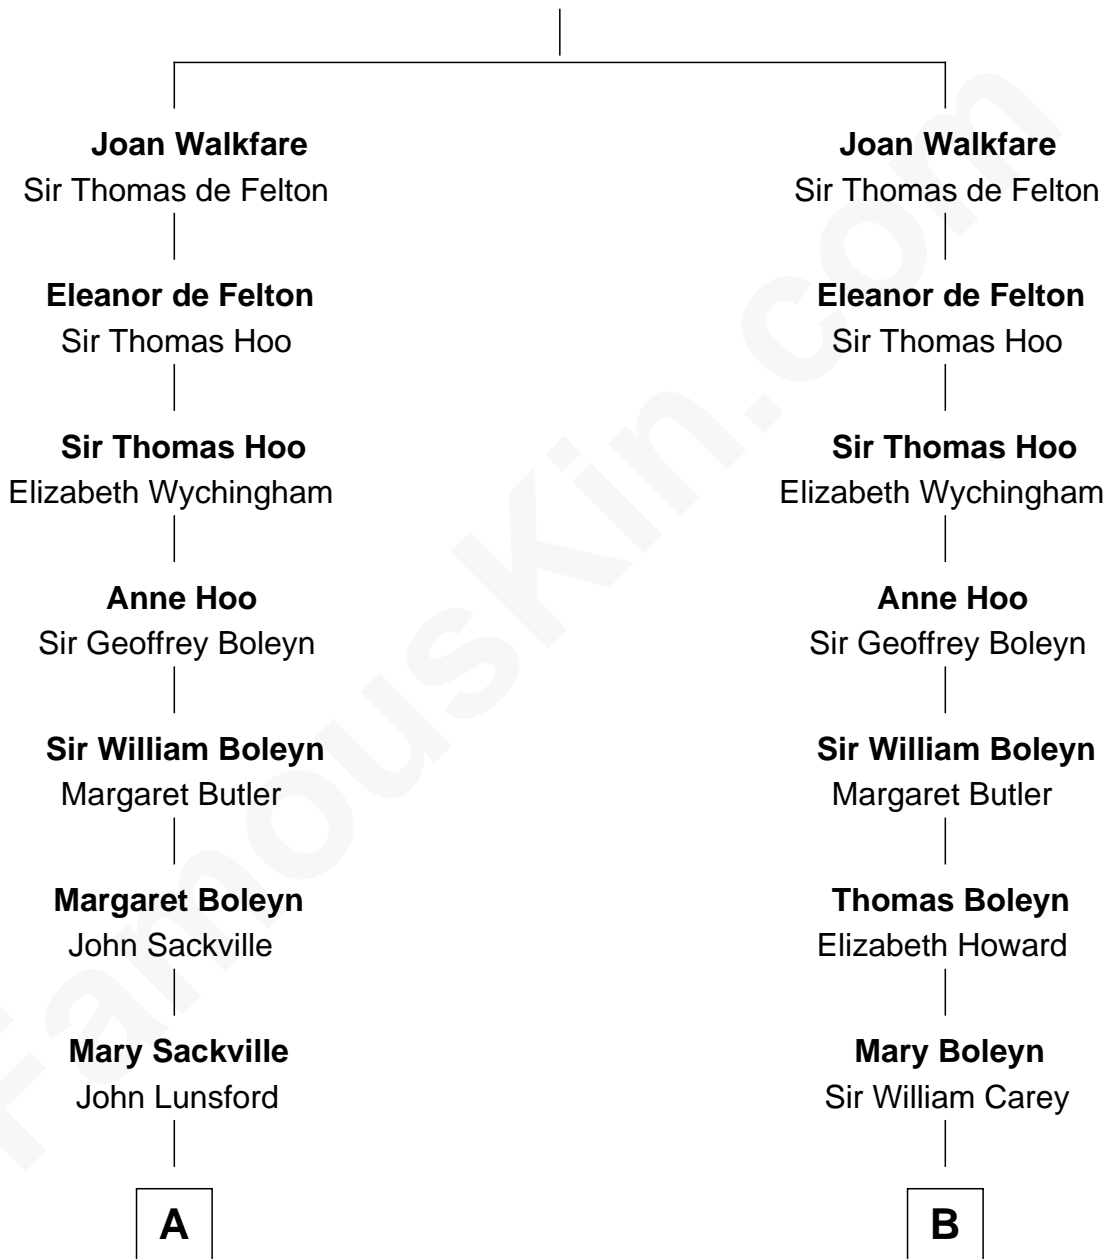 Joan Walkfare
Sir Thomas de Felton
Eleanor de Felton
Sir Thomas Hoo
Sir Thomas Hoo
Elizabeth Wychingham
Anne Hoo
Sir Geoffrey Boleyn
Sir William Boleyn
Margaret Butler
Margaret Boleyn
John Sackville
Mary Sackville
John Lunsford
A
Joan Walkfare
Sir Thomas de Felton
Eleanor de Felton
Sir Thomas Hoo
Sir Thomas Hoo
Elizabeth Wychingham
Anne Hoo
Sir Geoffrey Boleyn
Sir William Boleyn
Margaret Butler
Thomas Boleyn
Elizabeth Howard
Mary Boleyn
Sir William Carey
B
FamousKin.com